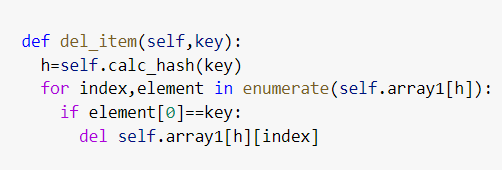 def del_item(self,key):
  h=self.calc_hash(key)
  for index,element in enumerate(self.array1[h]):
    if element[0]==key:
      del self.array1[h][index]